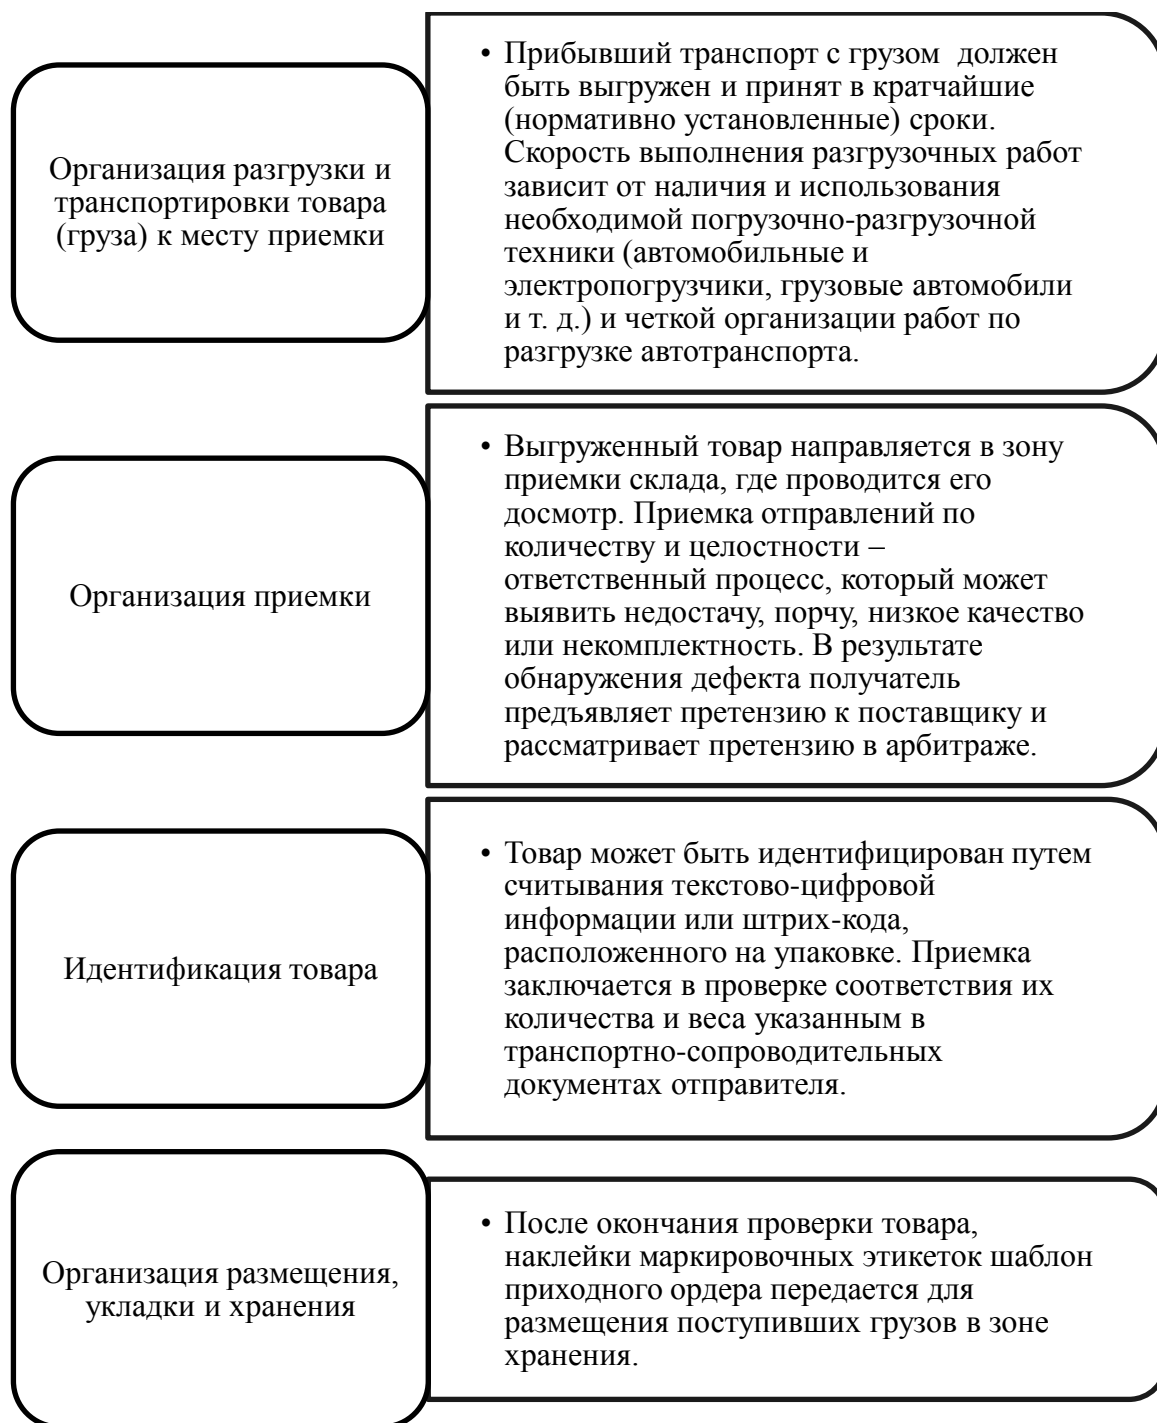 Организация разгрузки и
транспортировки товара
(груза) к месту приемки
• Прибывший транспорт с грузом  должен
быть выгружен и принят в кратчайшие
(нормативно установленные) сроки.
Скорость выполнения разгрузочных работ
зависит от наличия и использования
необходимой погрузочно-разгрузочной
техники (автомобильные и
электропогрузчики, грузовые автомобили
и т. д.) и четкой организации работ по
разгрузке автотранспорта.
Организация приемки
• Выгруженный товар направляется в зону
приемки склада, где проводится его
досмотр. Приемка отправлений по
количеству и целостности –
ответственный процесс, который может
выявить недостачу, порчу, низкое качество
или некомплектность. В результате
обнаружения дефекта получатель
предъявляет претензию к поставщику и
рассматривает претензию в арбитраже.
Идентификация товара
• Товар может быть идентифицирован путем
считывания текстово-цифровой
информации или штрих-кода,
расположенного на упаковке. Приемка
заключается в проверке соответствия их
количества и веса указанным в
транспортно-сопроводительных
документах отправителя.
Организация размещения,
укладки и хранения
• После окончания проверки товара,
наклейки маркировочных этикеток шаблон
приходного ордера передается для
размещения поступивших грузов в зоне
хранения.